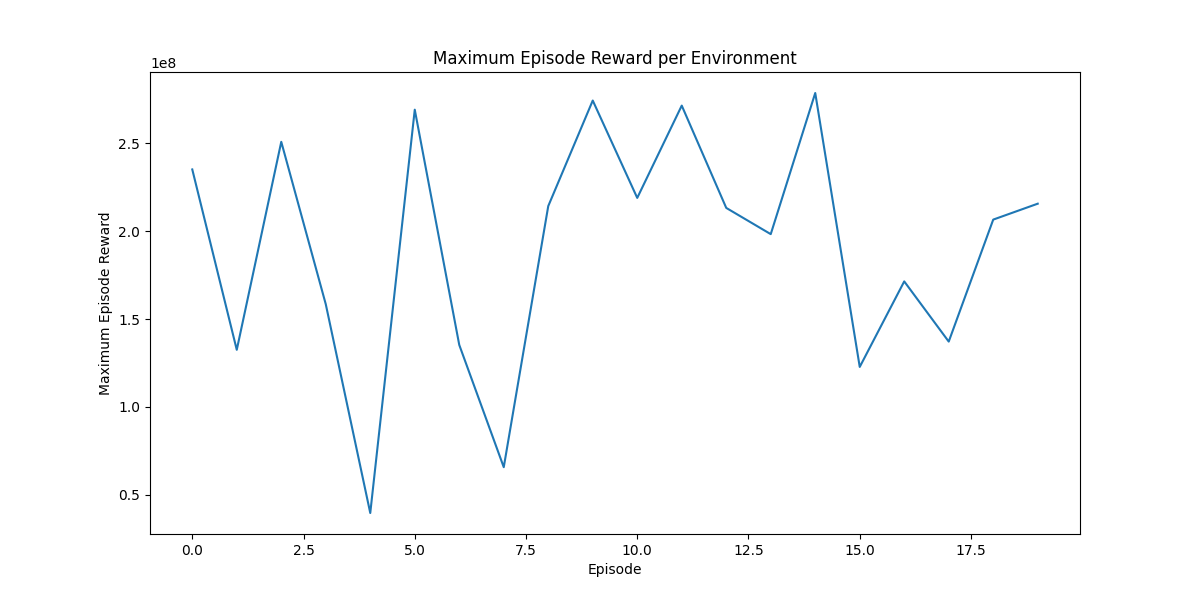 Maximum Episode Reward per Environment
1e8
2.5
2.0
1.5
1.0
0.5
Maximum Episode Reward
0.0 2.5 5.0 7.5 10.0 12.5 15.0 17.5
Episode